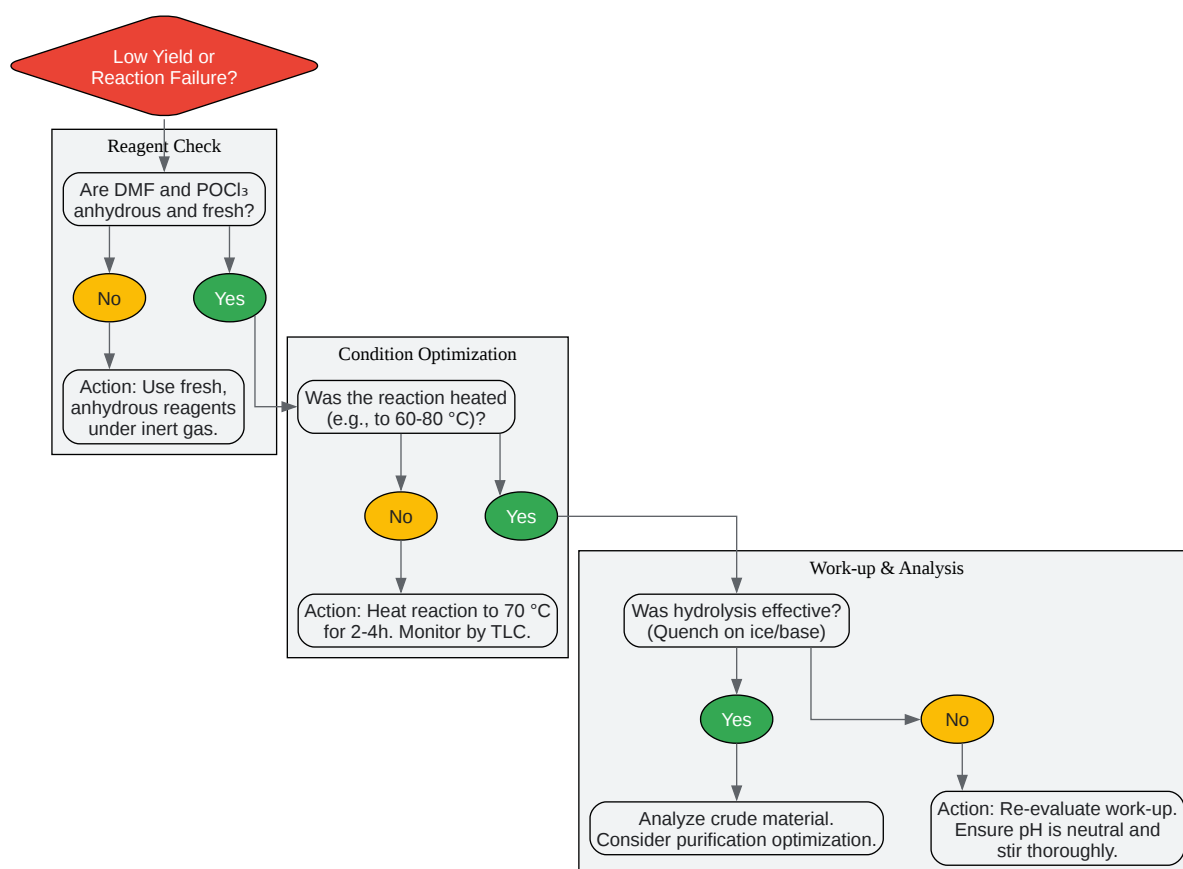 Low Yield or
Reaction Failure?
Reagent Check
Are DMF and POCl₃
anhydrous and fresh?
No
Yes
Action: Use fresh,
anhydrous reagents
under inert gas.
Condition Optimization
Was the reaction heated
(e.g., to 60-80 °C)?
No
Yes
Action: Heat reaction to 70 °C
for 2-4h. Monitor by TLC.
Work-up & Analysis
Was hydrolysis effective?
(Quench on ice/base)
Yes
No
Analyze crude material.
Consider purification optimization.
Action: Re-evaluate work-up.
Ensure pH is neutral and
stir thoroughly.